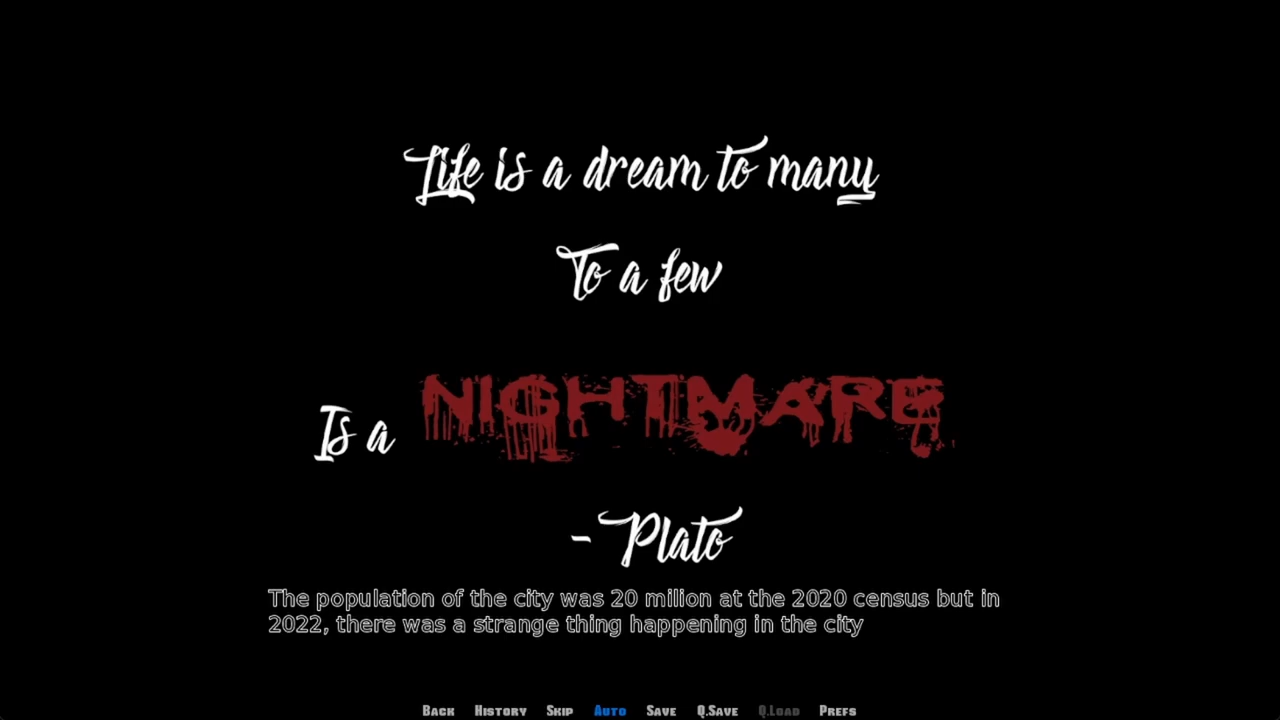 Life is a dream to many
To a few
Is a NIGHTMARE
- Plato
The population of the city was 20 milion at the 2020 census but in
2022, there was a strange thing happening in the city
Back History Skip Auto Save Q.Save Q.Load Prefs